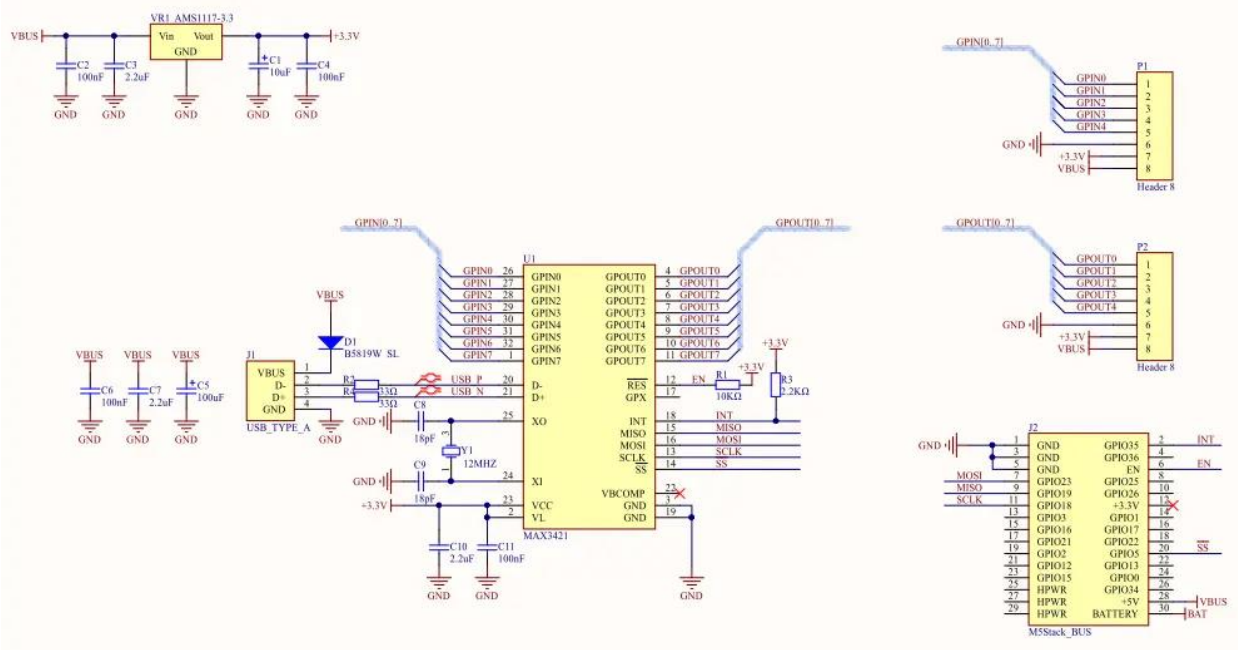 VR1 AMS1117-3.3
VBUS
Vin
Vout
GND
+3.3V
C2
100nF
C3
2.2uF
C1
10uF
C4
100nF
GND
GND
GND
GND
GND
GPIN[0..7]
P1
GPIN0
1
GPIN1
2
GPIN2
3
GPIN3
4
GPIN4
5
GND
6
+3.3V
7
VBUS
8
Header 8
GPOUT[0..7]
P2
GPOUT0
1
GPOUT1
2
GPOUT2
3
GPOUT3
4
GPOUT4
5
GND
6
+3.3V
7
VBUS
8
Header 8
GPIN[0..7]
GPOUT[0..7]
U1
GPIN0 26 GPIN0 GPOUT0 4 GPOUT0
GPIN1 27 GPIN1 GPOUT1 5 GPOUT1
GPIN2 28 GPIN2 GPOUT2 6 GPOUT2
GPIN3 29 GPIN3 GPOUT3 7 GPOUT3
GPIN4 30 GPIN4 GPOUT4 8 GPOUT4
GPIN5 31 GPIN5 GPOUT5 9 GPOUT5
GPIN6 32 GPIN6 GPOUT6 10 GPOUT6
GPIN7 1 GPIN7 GPOUT7 11 GPOUT7
USB_P 20 D- RES 12 EN
USB_N 21 D+ GPX 17
25 XO INT 18 INT
MISO 15 MISO
MOSI 16 MOSI
SCLK 13 SCLK
SS 14 SS
24 XI
VBCOMP 22
23 VCC GND 3
2 VL GND 19
MAX3421
R1
10KΩ
+3.3V
+3.3V
R3
2.2KΩ
GND
VBUS
D1
B5819W SL
J1
VBUS 1
D- 2
D+ 3
GND 4
USB_TYPE_A
GND
R2
33Ω
R4
33Ω
VBUS
C6
100nF
GND
VBUS
C7
2.2uF
GND
VBUS
C5
100uF
GND
GND
C8
18pF
3
Y1
12MHZ
1
GND
C9
18pF
+3.3V
C10
2.2uF
GND
C11
100nF
GND
J2
GND
1 GND GPIO35 2 INT
3 GND GPIO36 4
5 GND EN 6 EN
MOSI 7 GPIO23 GPIO25 8
MISO 9 GPIO19 GPIO26 10
SCLK 11 GPIO18 +3.3V 12
13 GPIO3 GPIO1 14
15 GPIO16 GPIO17 16
17 GPIO21 GPIO22 18
19 GPIO2 GPIO5 20 SS
21 GPIO12 GPIO13 22
23 GPIO15 GPIO0 24
25 HPWR GPIO34 26
27 HPWR +5V 28 VBUS
29 HPWR BATTERY 30 BAT
M5Stack_BUS